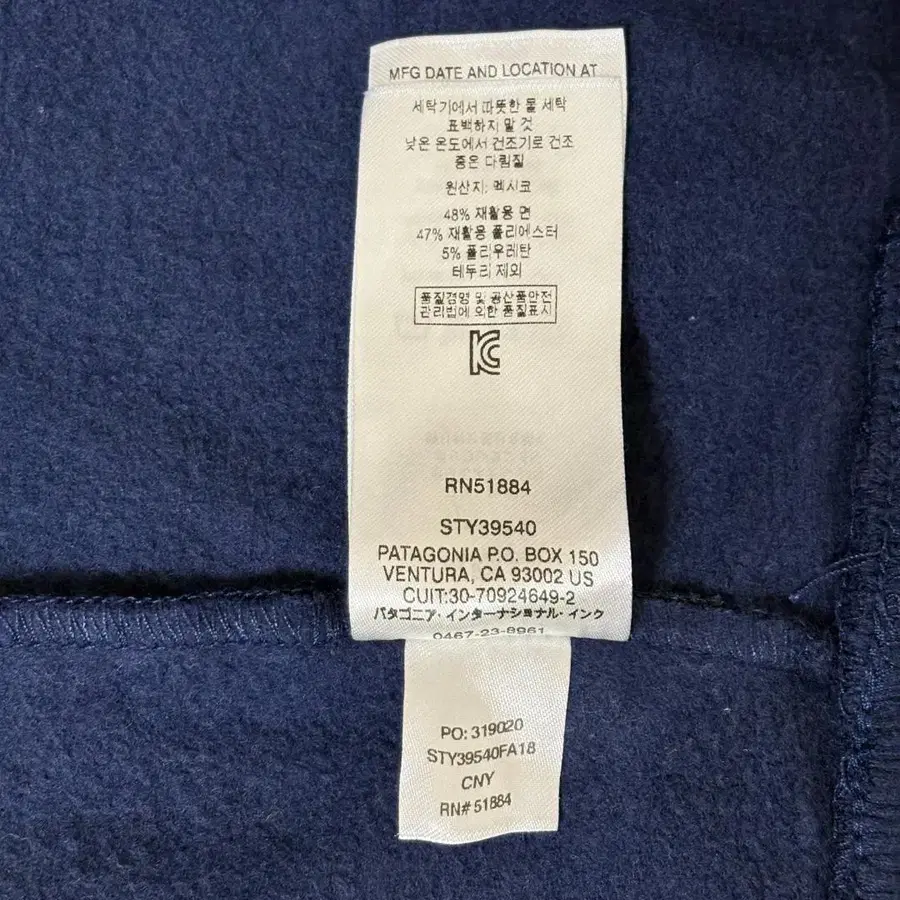 MFG DATE AND LOCATION AT
세탁기에서 따뜻한 물 세탁
표백하지 말 것
낮은 온도에서 건조기로 건조
중온 다림질
원산지: 멕시코
48% 재활용 면
47% 재활용 폴리에스터
5% 폴리우레탄
테두리 제외
품질경영 및 공산품안전
관리법에 의한 품질표시
RN51884
STY39540
PATAGONIA P.O. BOX 150
VENTURA, CA 93002 US
CUIT:30-70924649-2
パタゴニア・インターナショナル・インク
0467-23-8961
PO: 319020
STY39540FA18
CNY
RN# 51884